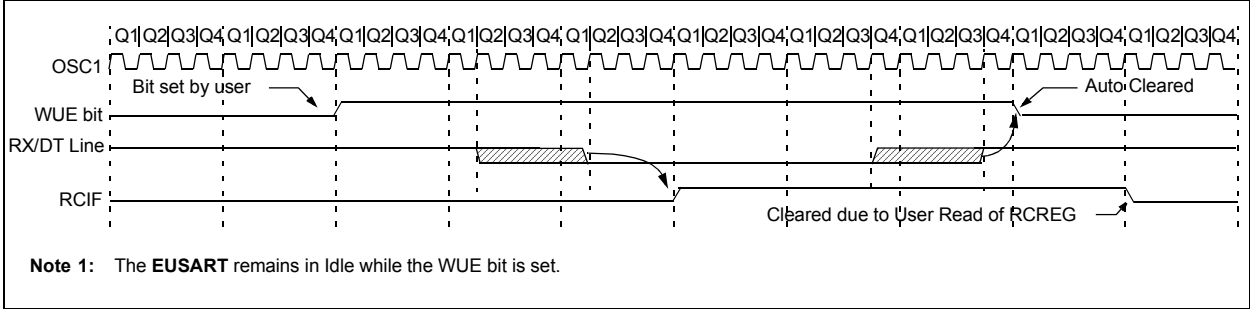 Q1 Q2 Q3 Q4 Q1 Q2 Q3 Q4 Q1 Q2 Q3 Q4 Q1 Q2 Q3 Q4 Q1 Q2 Q3 Q4 Q1 Q2 Q3 Q4 Q1 Q2 Q3 Q4 Q1 Q2 Q3 Q4 Q1 Q2 Q3 Q4 Q1 Q2 Q3 Q4
OSC1
Bit set by user
Auto Cleared
WUE bit
RX/DT Line
RCIF
Cleared due to User Read of RCREG
Note 1: The EUSART remains in Idle while the WUE bit is set.